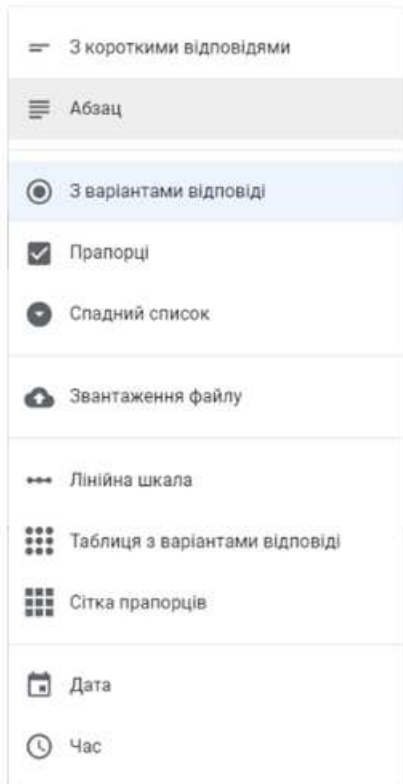 З короткими відповідями
Абзац
З варіантами відповіді
Прапорці
Спадний список
Звантаження файлу
Лінійна шкала
Таблиця з варіантами відповіді
Сітка прапорців
Дата
Час